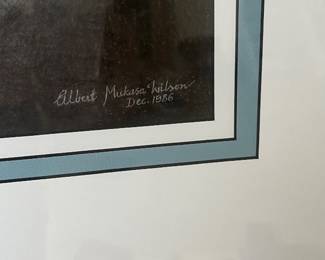 Albert Mukasa Wilson
Dec. 1986